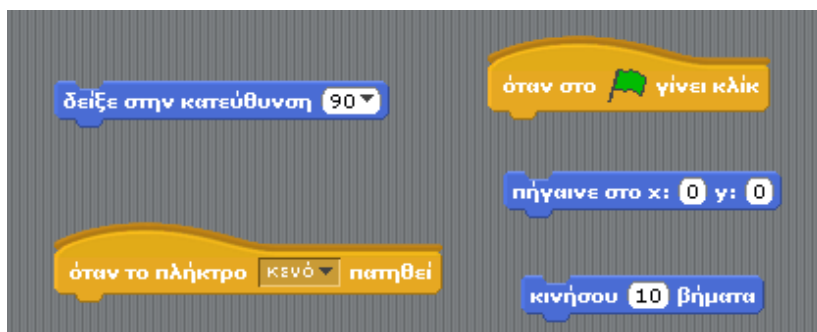 όταν στο γίνει κλίκ
δείξε στην κατεύθυνση 90
πήγαινε στο x: 0 y: 0
όταν το πλήκτρο κενό πατηθεί
κινήσου 10 βήματα